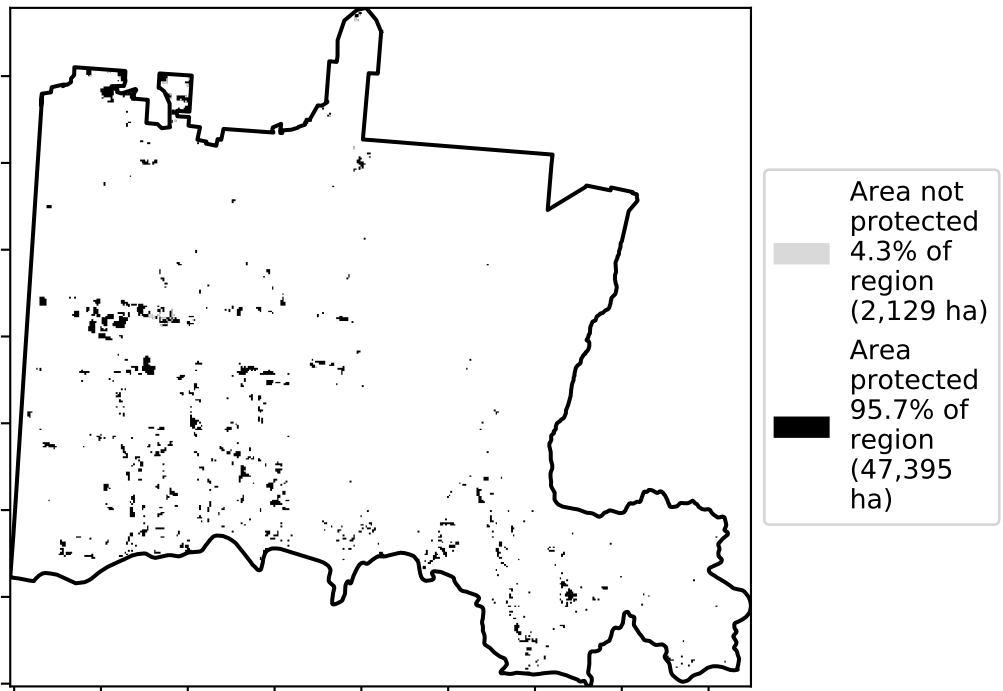 Area not
protected
4.3% of
region
(2,129 ha)
Area
protected
95.7% of
region
(47,395
ha)